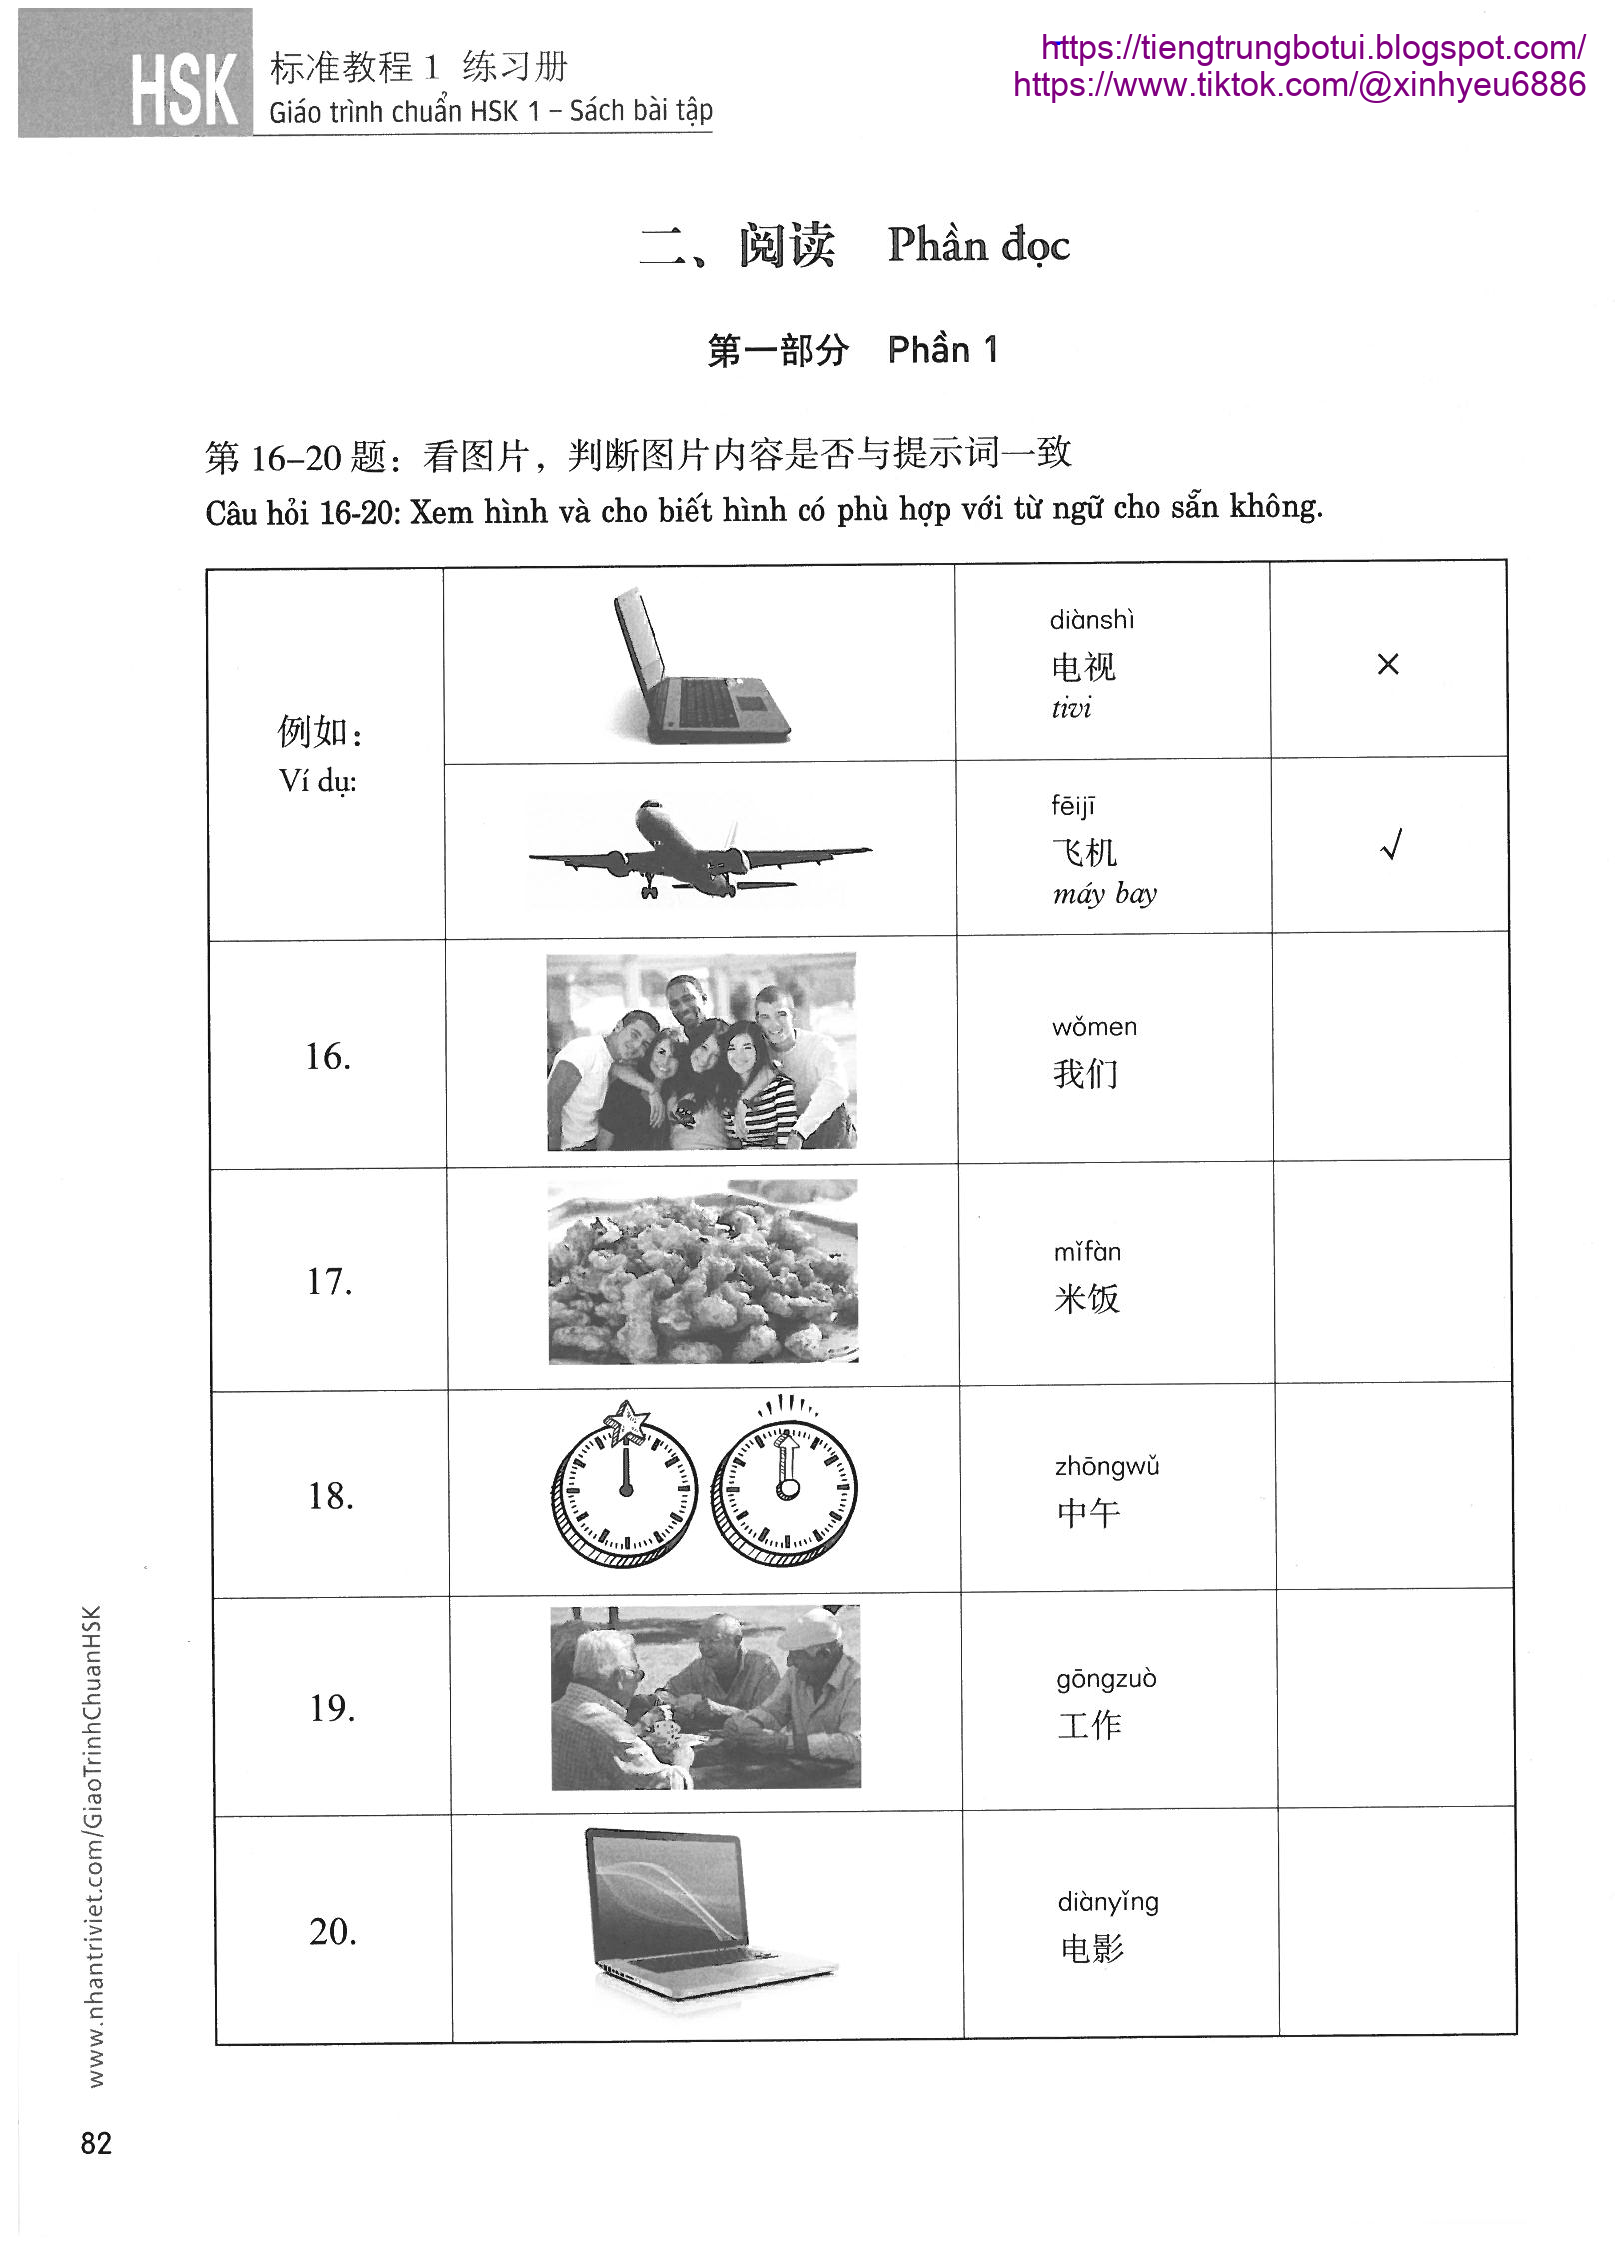 https://tiengtrungbotui.blogspot.com/
https://www.tiktok.com/@xinhyeu6886
HSK
标准教程 1 练习册
Giáo trình chuẩn HSK 1 – Sách bài tập
二、阅读 Phần đọc
第一部分 Phần 1
第 16–20 题：看图片，判断图片内容是否与提示词一致
Câu hỏi 16-20: Xem hình và cho biết hình có phù hợp với từ ngữ cho sẵn không.
例如：
Ví dụ:
diànshì
电视
tivi
×
fēijī
飞机
máy bay
√
16.
wǒmen
我们
17.
mǐfàn
米饭
18.
zhōngwǔ
中午
19.
gōngzuò
工作
20.
diànyǐng
电影
www.nhantriviet.com/GiaoTrinhChuanHSK
82